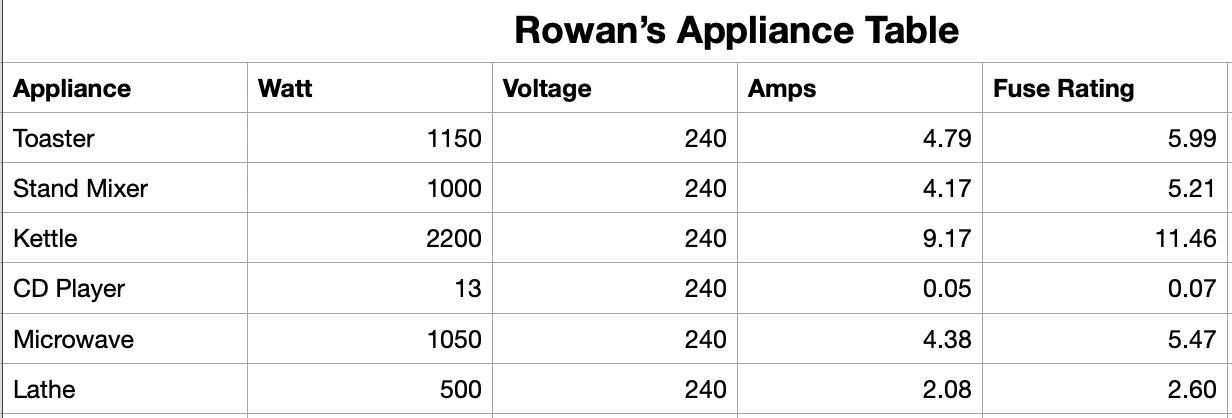 Rowan’s Appliance Table
Appliance Watt Voltage Amps Fuse Rating
Toaster 1150 240 4.79 5.99
Stand Mixer 1000 240 4.17 5.21
Kettle 2200 240 9.17 11.46
CD Player 13 240 0.05 0.07
Microwave 1050 240 4.38 5.47
Lathe 500 240 2.08 2.60